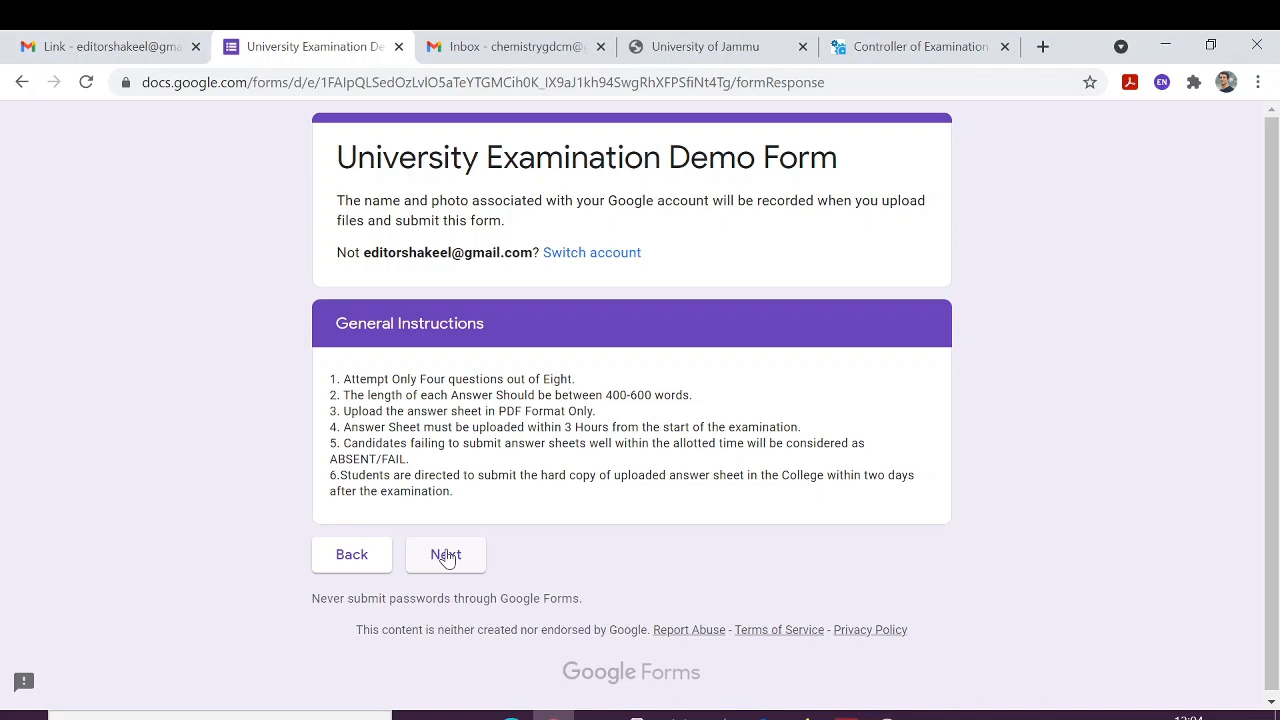 Link - editorshakeel@gma
University Examination De
Inbox - chemistrygdcm@
University of Jammu
Controller of Examination
docs.google.com/forms/d/e/1FAIpQLSedOzLvlO5aTeYTGMCih0K_lX9aJ1kh94SwgRhXFPSfiNt4Tg/formResponse
EN
University Examination Demo Form
The name and photo associated with your Google account will be recorded when you upload
files and submit this form.
Not editorshakeel@gmail.com? Switch account
General Instructions
1. Attempt Only Four questions out of Eight.
2. The length of each Answer Should be between 400-600 words.
3. Upload the answer sheet in PDF Format Only.
4. Answer Sheet must be uploaded within 3 Hours from the start of the examination.
5. Candidates failing to submit answer sheets well within the allotted time will be considered as
ABSENT/FAIL.
6.Students are directed to submit the hard copy of uploaded answer sheet in the College within two days
after the examination.
Back Next
Never submit passwords through Google Forms.
This content is neither created nor endorsed by Google. Report Abuse - Terms of Service - Privacy Policy
Google Forms